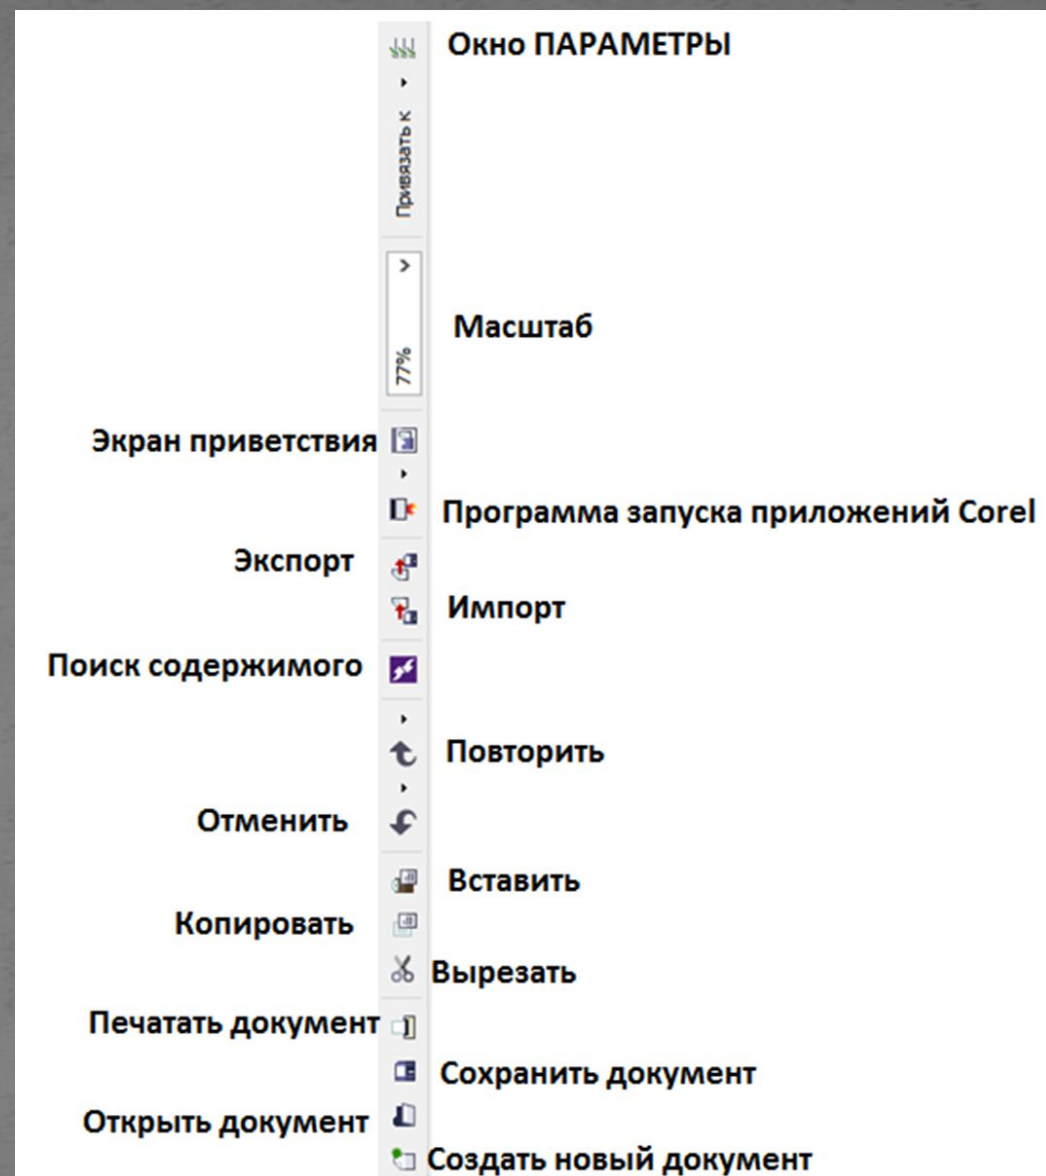 Окно ПАРАМЕТРЫ
Привязать к
77%
Масштаб
Экран приветствия
Программа запуска приложений Corel
Экспорт
Импорт
Поиск содержимого
Повторить
Отменить
Вставить
Копировать
Вырезать
Печатать документ
Сохранить документ
Открыть документ
Создать новый документ